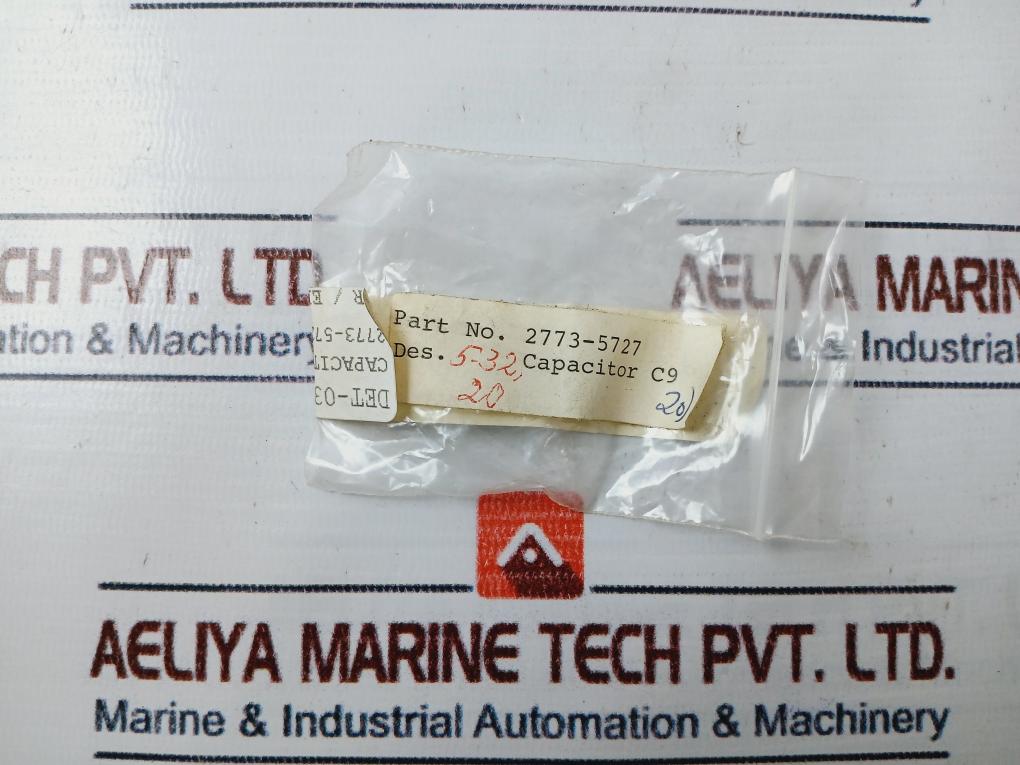 CH PVT. LTD
AELIYA MARIN
ation & Machinery
& Industrial
R / E
2773-572
CAPACIT
DET-03
Part No. 2773-5727
Des. 5-32, Capacitor C9
20
20)
AELIYA MARINE TECH PVT. LTD.
Marine & Industrial Automation & Machinery